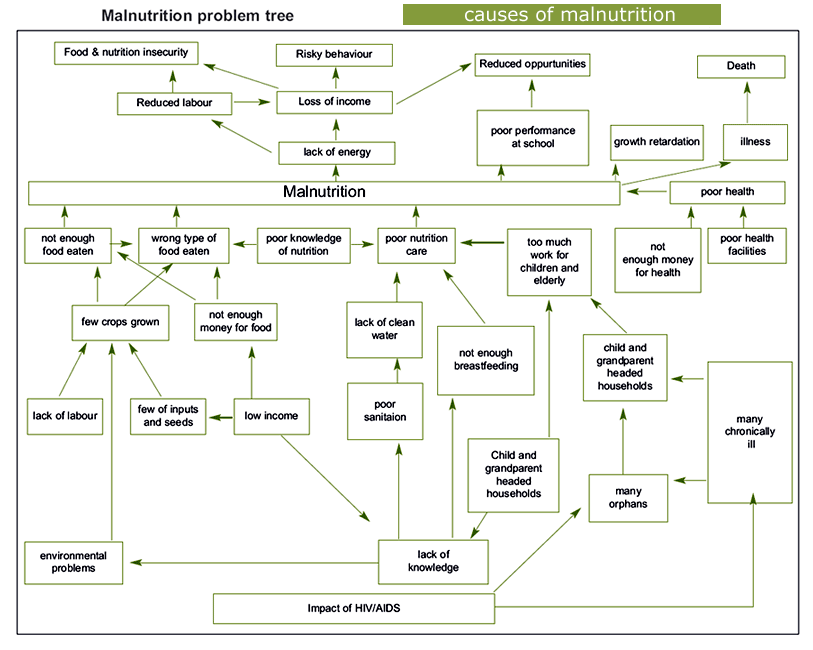 Malnutrition problem tree
causes of malnutrition
Food & nutrition insecurity
Risky behaviour
Reduced oppurtunities
Death
Reduced labour
Loss of income
poor performance
at school
growth retardation
illness
lack of energy
Malnutrition
poor health
not enough
food eaten
wrong type of
food eaten
poor knowledge
of nutrition
poor nutrition
care
too much
work for
children and
elderly
not
enough money
for health
poor health
facilities
few crops grown
not enough
money for food
lack of clean
water
not enough
breastfeeding
child and
grandparent
headed
households
many
chronically
ill
lack of labour
few of inputs
and seeds
low income
poor
sanitaion
Child and
grandparent
headed
households
many
orphans
environmental
problems
lack of
knowledge
Impact of HIV/AIDS